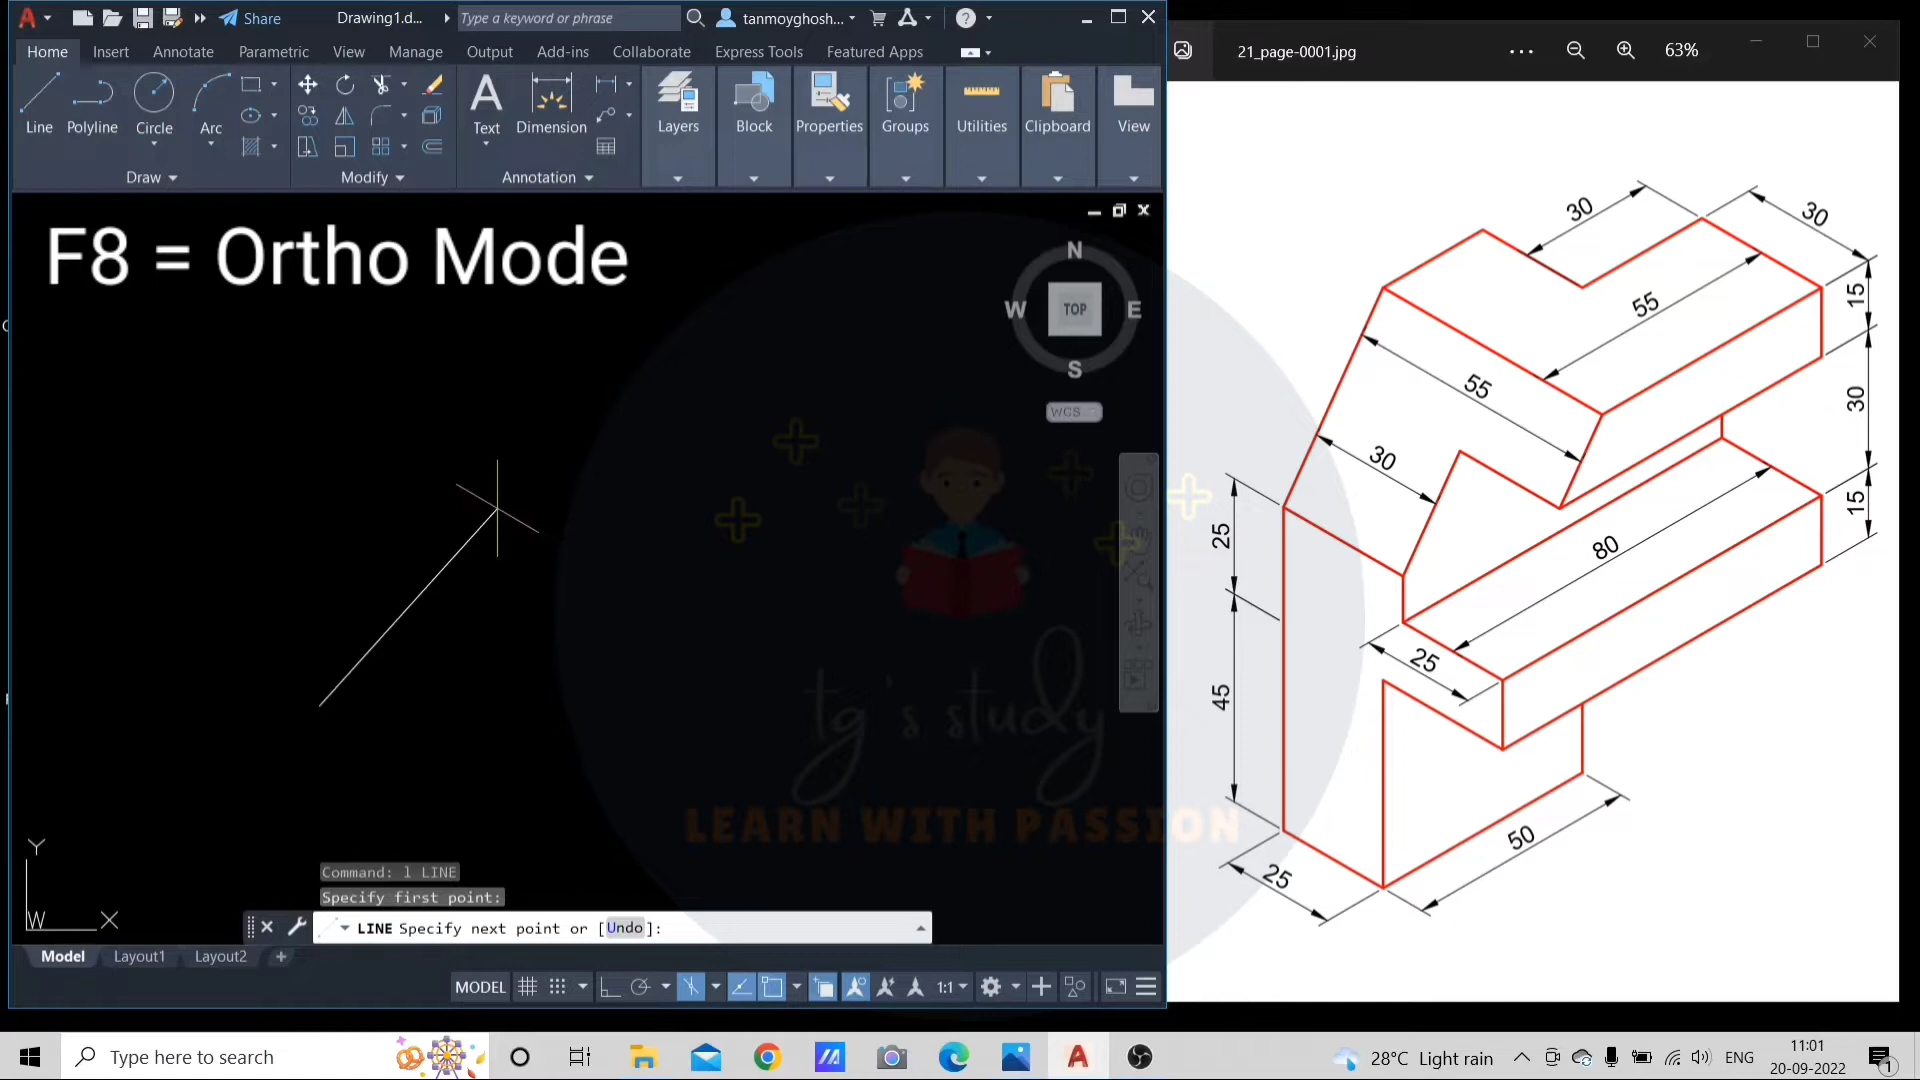 Share
Drawing1.d...
Type a keyword or phrase
tanmoyghosh...
21_page-0001.jpg
63%
Home
Insert
Annotate
Parametric
View
Manage
Output
Add-ins
Collaborate
Express Tools
Featured Apps
Line
Polyline
Circle
Arc
Text
Dimension
Layers
Block
Properties
Groups
Utilities
Clipboard
View
Draw
Modify
Annotation
F8 = Ortho Mode
N
W
TOP
E
S
WCS
30
30
15
55
55
30
30
15
25
80
25
45
50
25
tg's study
LEARN WITH PASSION
Y
W
X
Command: l LINE
Specify first point:
LINE Specify next point or [Undo]:
Model
Layout1
Layout2
MODEL
1:1
Type here to search
28°C Light rain
ENG
11:01
20-09-2022
1